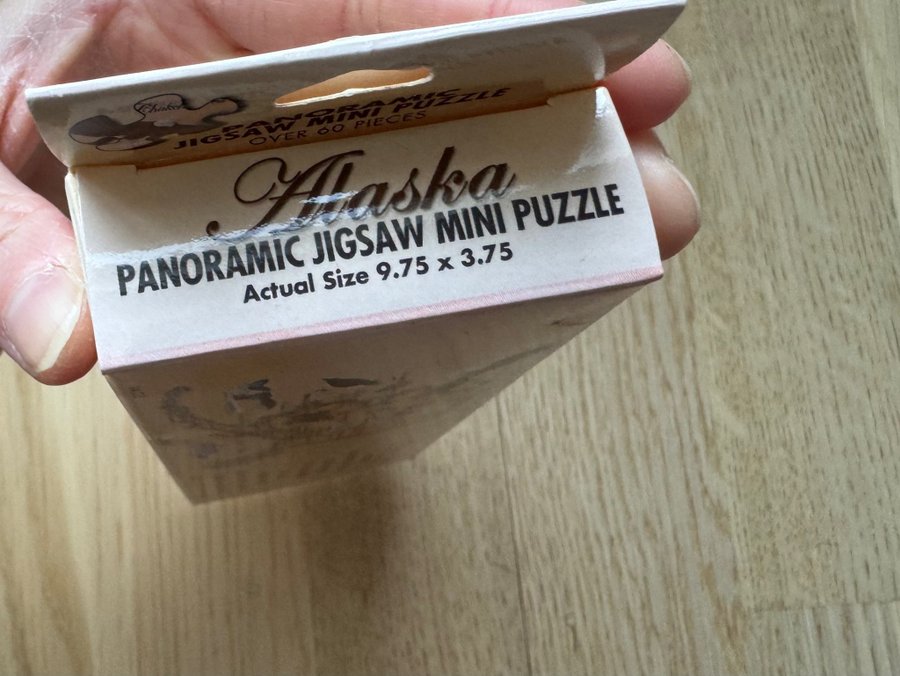 PANORAMIC
JIGSAW MINI PUZZLE
OVER 60 PIECES
Alaska
PANORAMIC JIGSAW MINI PUZZLE
Actual Size 9.75 x 3.75